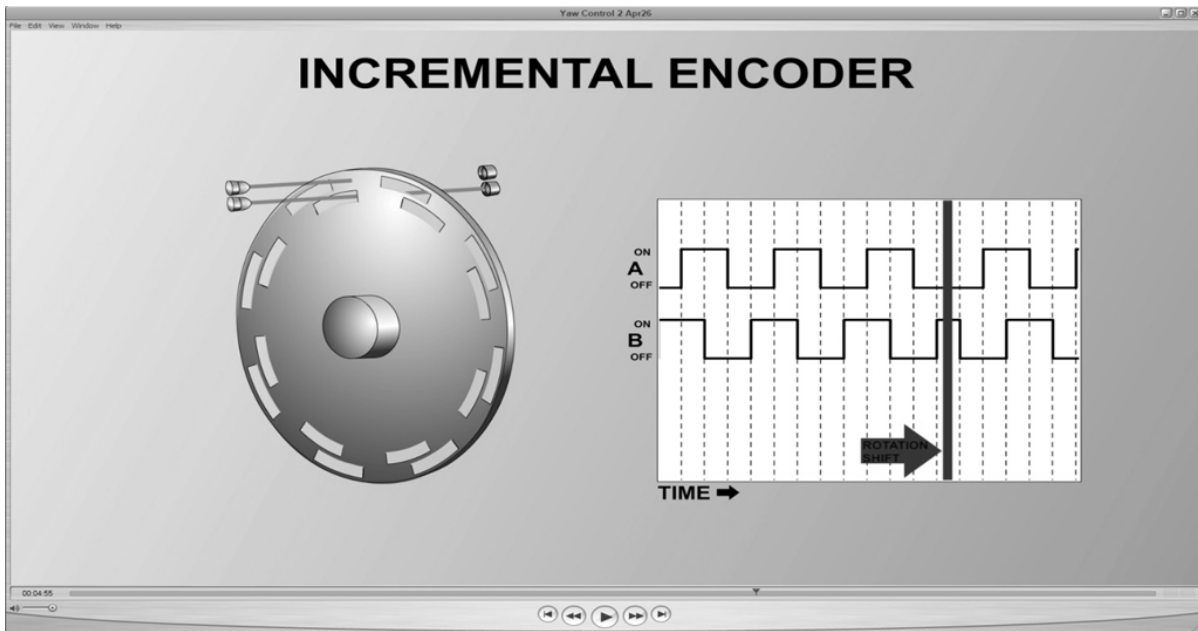 Yaw Control 2 Apr26
File Edit View Window Help
INCREMENTAL ENCODER
ON
A
OFF
ON
B
OFF
ROTATION
SHIFT
TIME
00:04:55